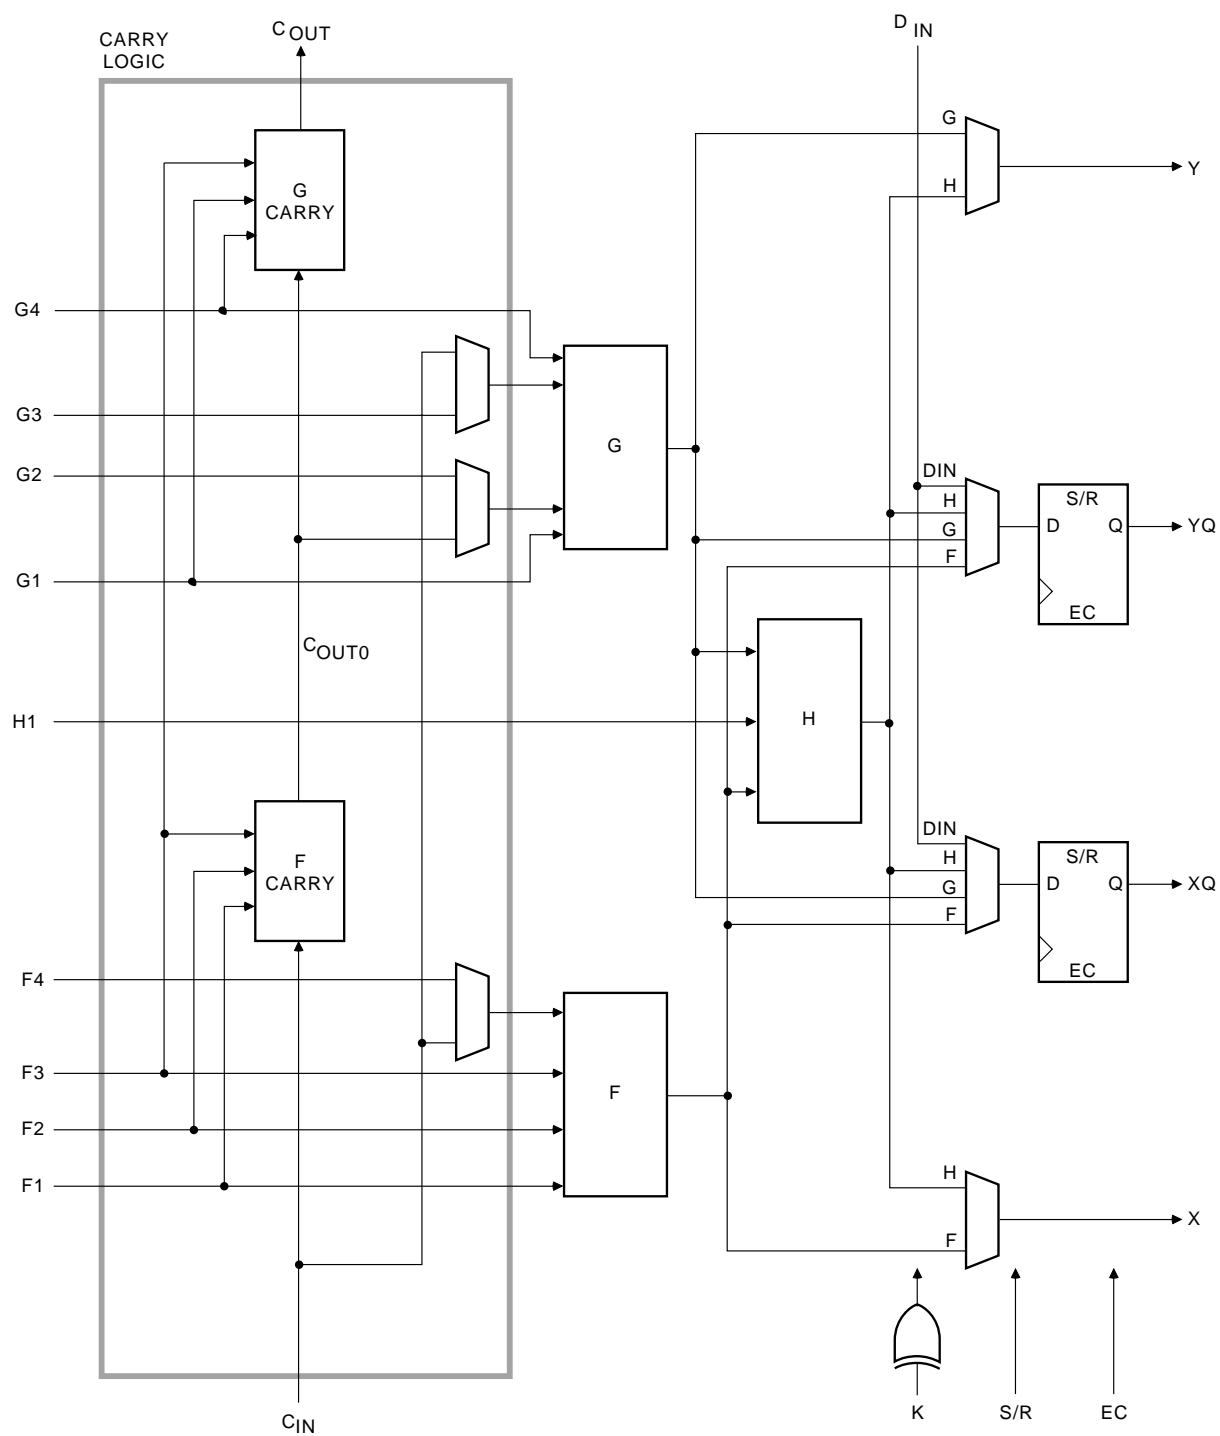 C OUT
D IN
CARRY
LOGIC
G
G
CARRY
Y
H
G4
G3
G
G2
DIN
S/R
H
D
Q
YQ
G
F
G1
EC
C OUT0
H1
H
DIN
S/R
F
CARRY
H
D
Q
XQ
G
F
F4
EC
F3
F
F2
F1
H
X
F
C IN
K
S/R
EC